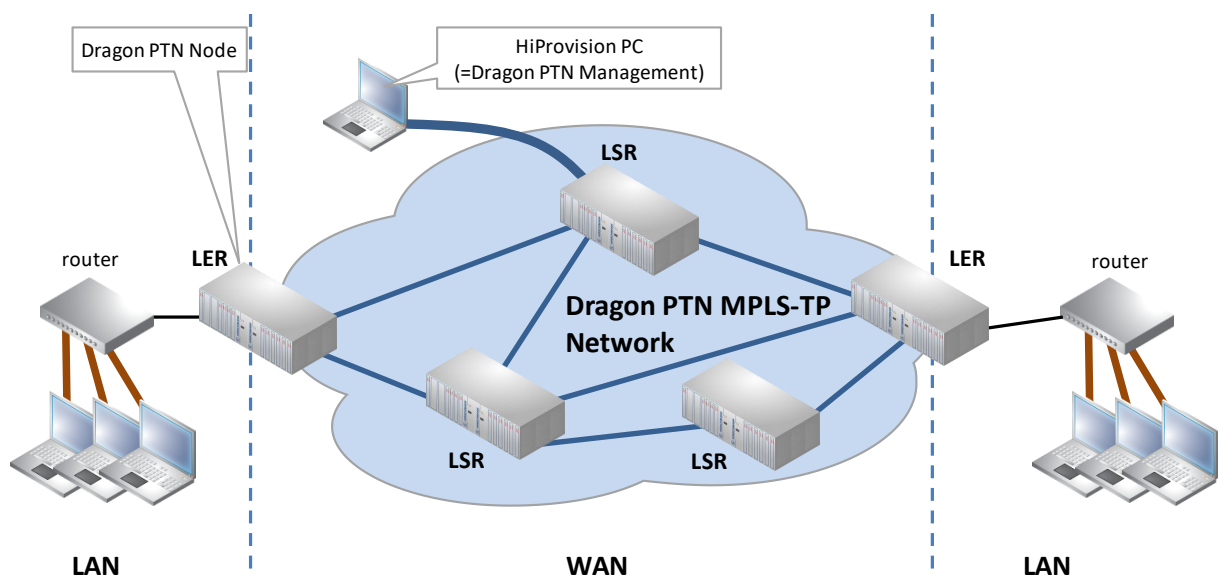 Dragon PTN Node
HiProvision PC
(=Dragon PTN Management)
LSR
router
LER
LER
router
Dragon PTN MPLS-TP
Network
LSR
LSR
LAN
WAN
LAN